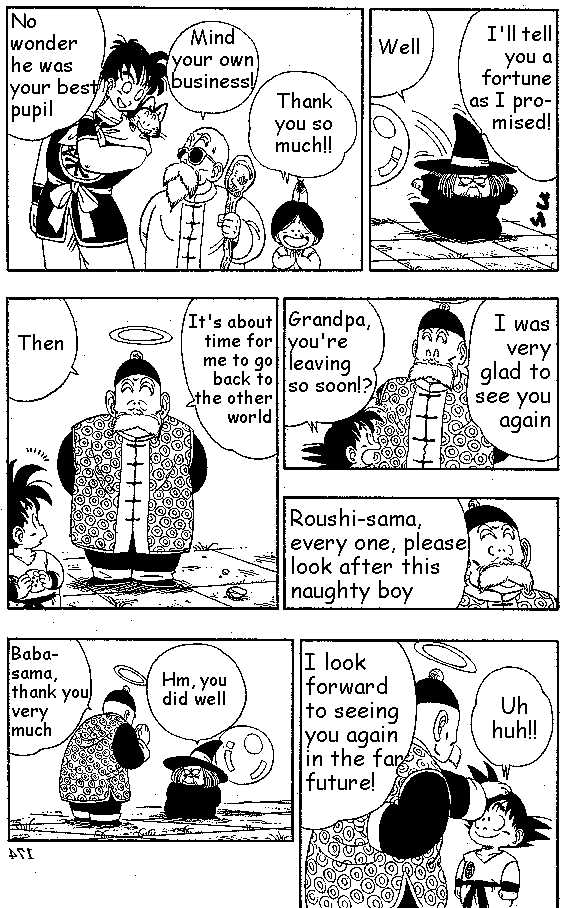 No
wonder
he was
your best
pupil
Mind
your own
business!
Thank
you so
much!!
Well
I'll tell
you a
fortune
as I pro-
mised!
Then
It's about
time for
me to go
back to
the other
world
Grandpa,
you're
leaving
so soon!?
I was
very
glad to
see you
again
Roushi-sama,
every one, please
look after this
naughty boy
Baba-
sama,
thank you
very
much
Hm, you
did well
I look
forward
to seeing
you again
in the far
future!
Uh
huh!!
174